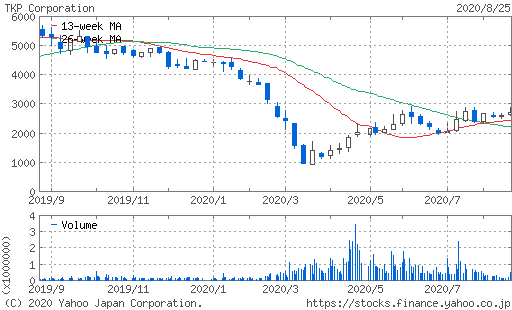 TKP Corporation 2020/8/25
6000
13-week MA
26-week MA
5000
4000
3000
2000
1000
0
2019/9 2019/11 2020/1 2020/3 2020/5 2020/7
4
Volume
3
2
1
0
(x1000000)
2019/9 2019/11 2020/1 2020/3 2020/5 2020/7
(C) 2020 Yahoo Japan Corporation. https://stocks.finance.yahoo.co.jp/